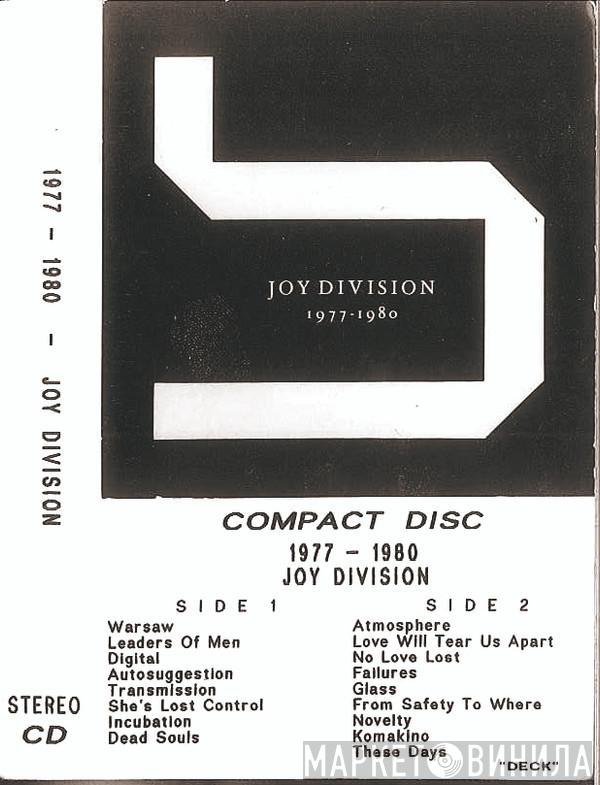 1977 - 1980 - JOY DIVISION
STEREO
CD
JOY DIVISION
1977-1980
COMPACT DISC
1977 - 1980
JOY DIVISION
SIDE 1
Warsaw
Leaders Of Men
Digital
Autosuggestion
Transmission
She's Lost Control
Incubation
Dead Souls
SIDE 2
Atmosphere
Love Will Tear Us Apart
No Love Lost
Failures
Glass
From Safety To Where
Novelty
Komakino
These Days
"DECK"
МАРКЕТ ВИНИЛА